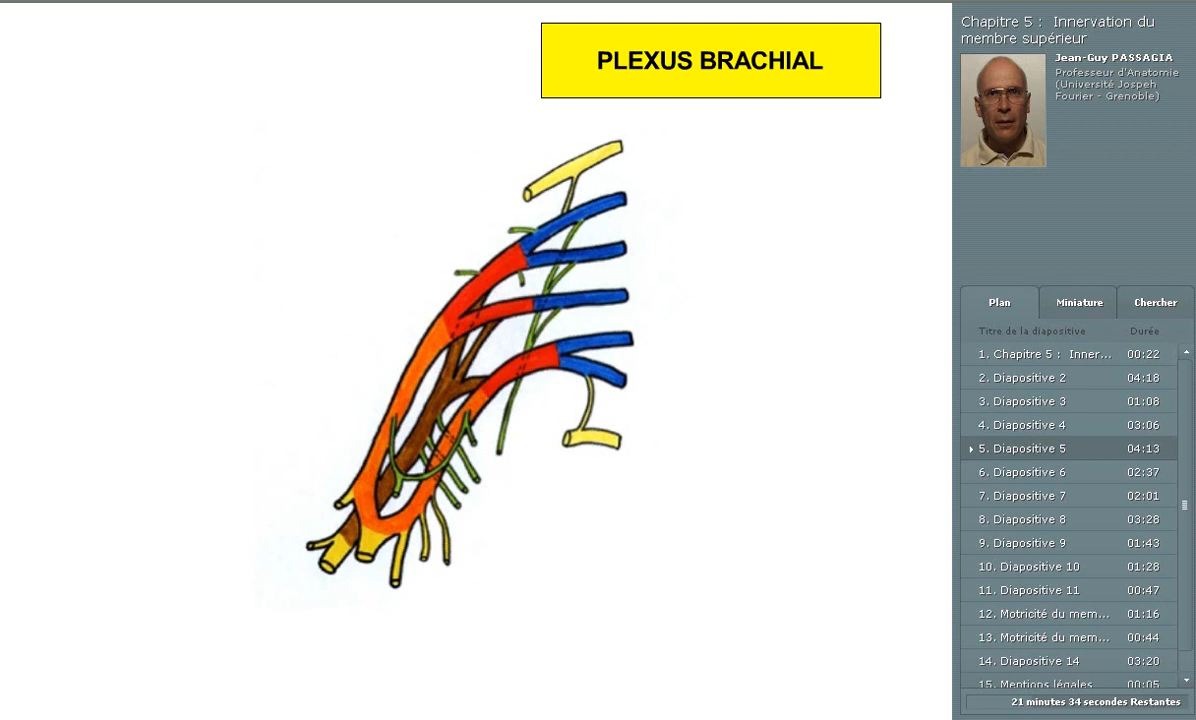 PLEXUS BRACHIAL
Chapitre 5 : Innervation du
membre supérieur
Jean-Guy PASSAGIA
Professeur d'Anatomie
(Université Jospeh
Fourier - Grenoble)
Plan Miniature Chercher
Titre de la diapositive Durée
1. Chapitre 5 : Inner... 00:22
2. Diapositive 2 04:18
3. Diapositive 3 01:08
4. Diapositive 4 03:06
5. Diapositive 5 04:13
6. Diapositive 6 02:37
7. Diapositive 7 02:01
8. Diapositive 8 03:28
9. Diapositive 9 01:43
10. Diapositive 10 01:28
11. Diapositive 11 00:47
12. Motricité du mem... 01:16
13. Motricité du mem... 00:44
14. Diapositive 14 03:20
15. Mentions légales 00:05
21 minutes 34 secondes Restantes